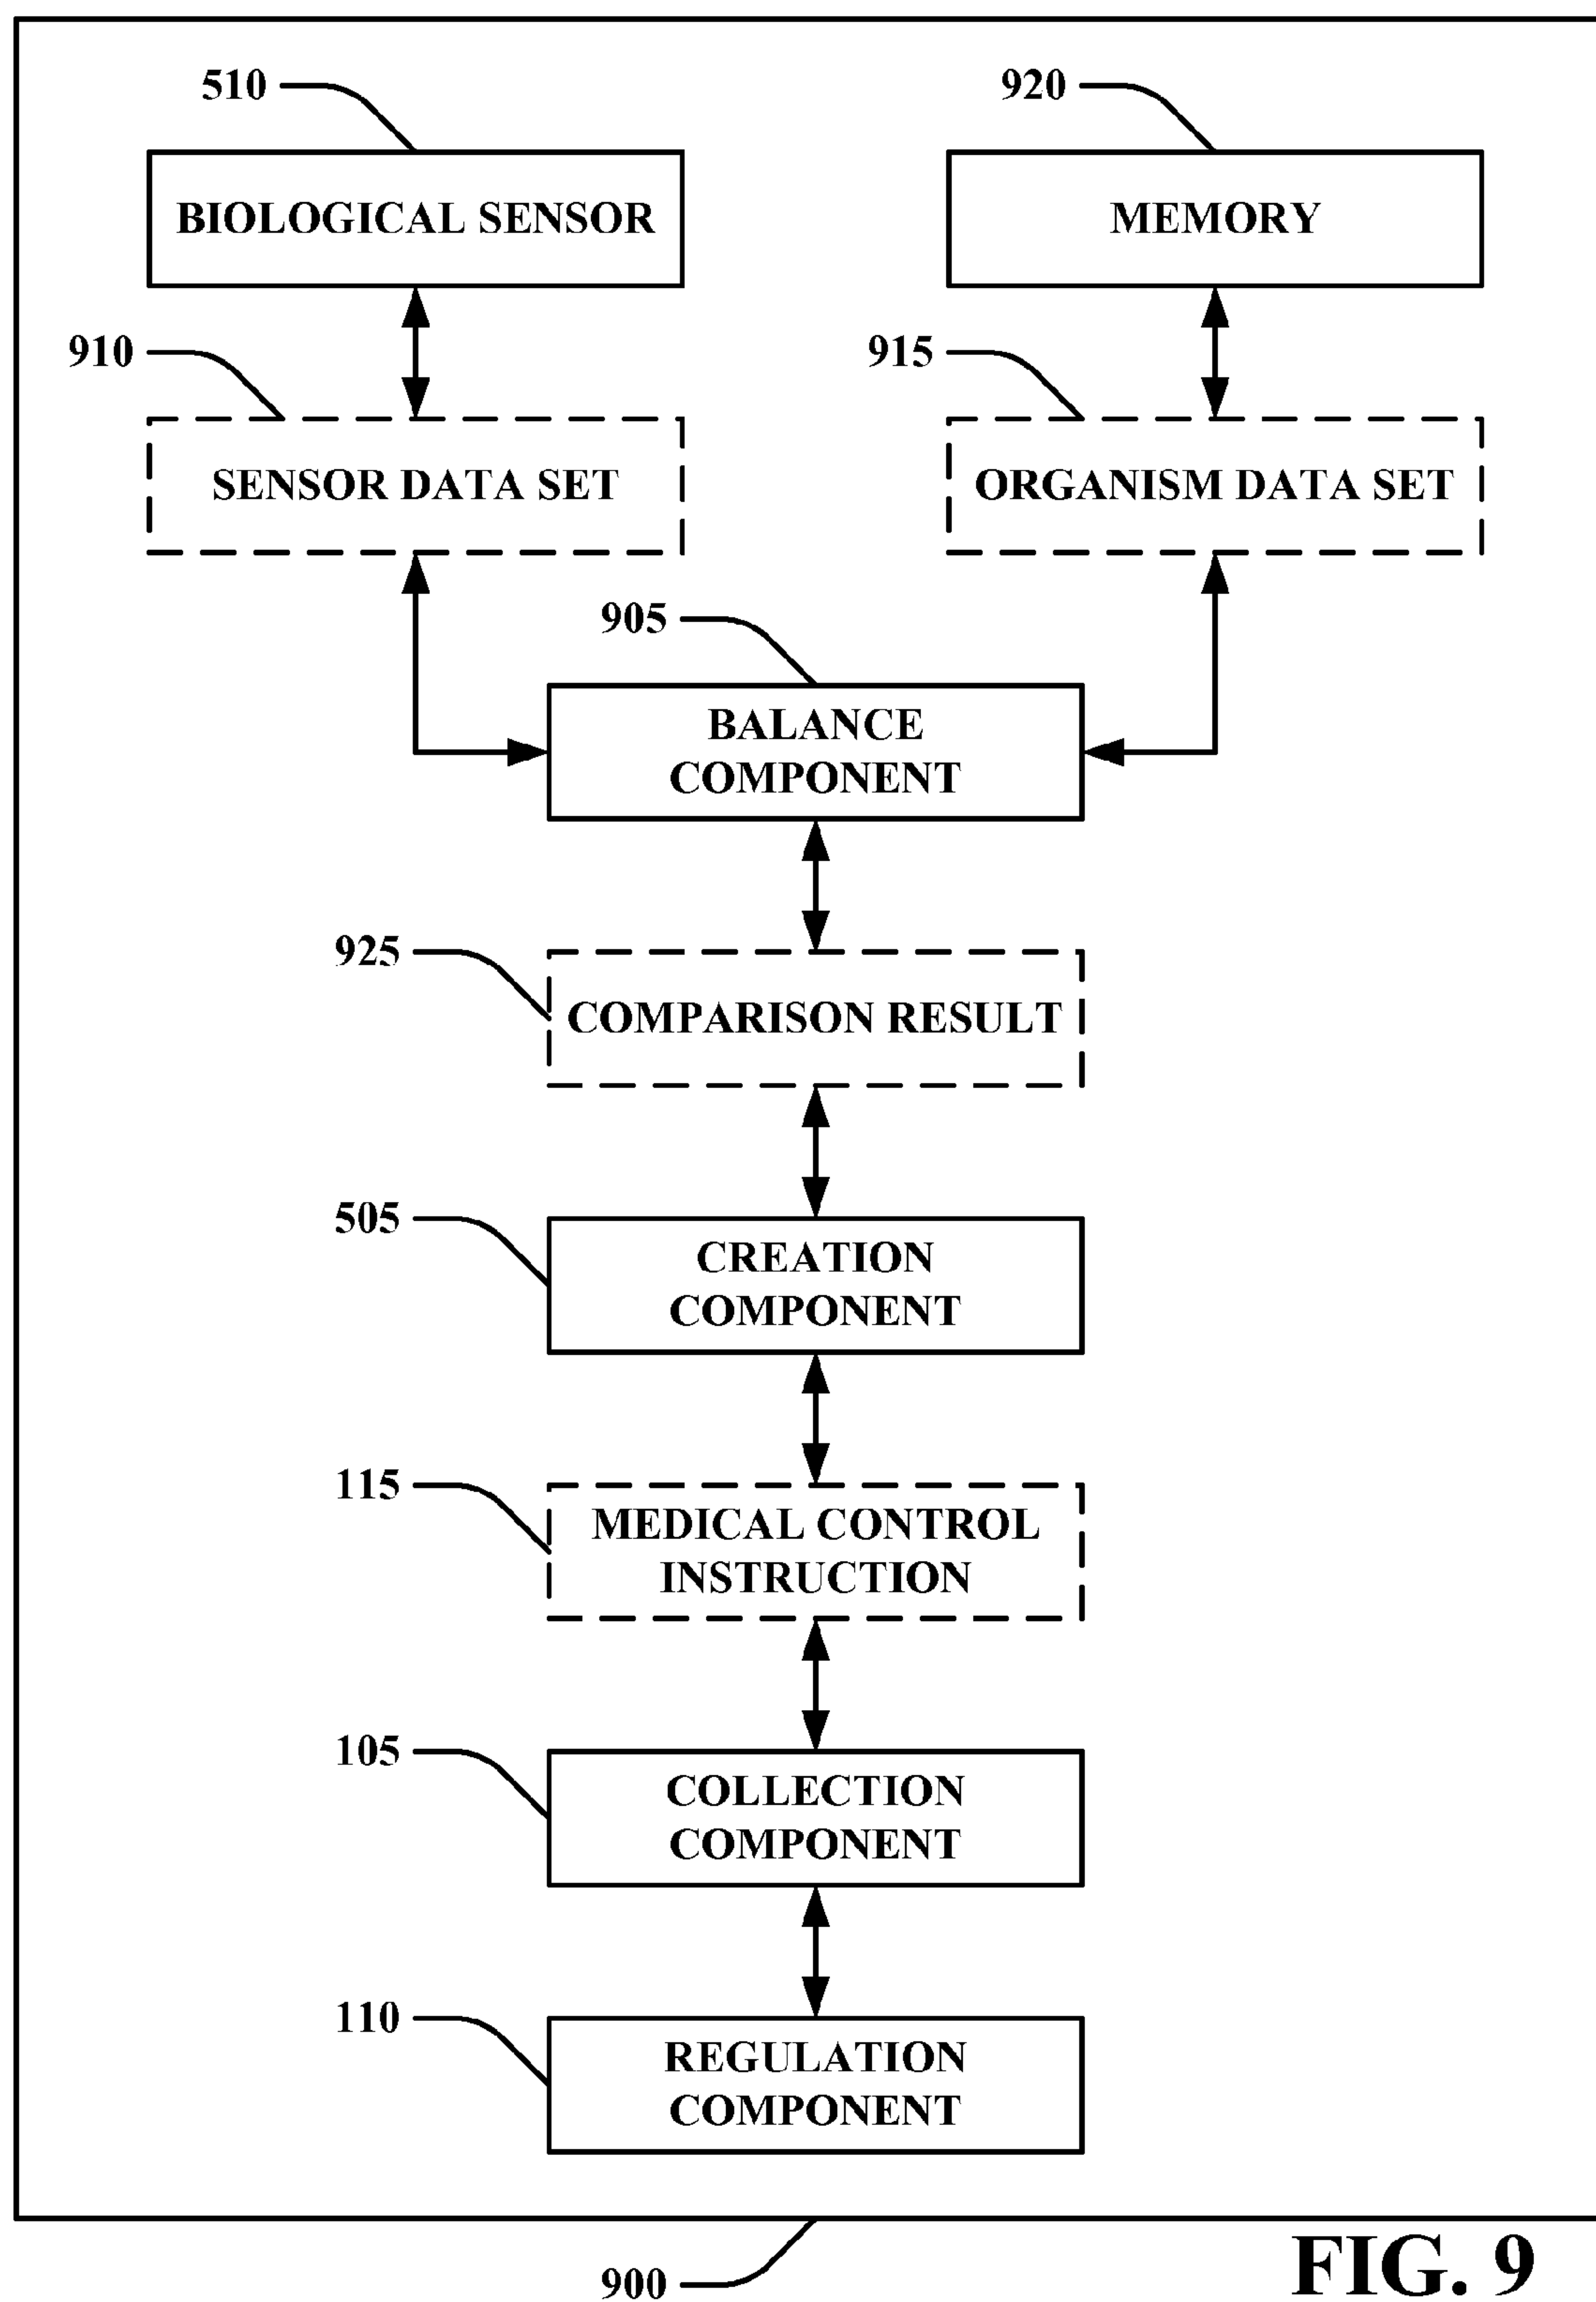 510
920
BIOLOGICAL SENSOR
MEMORY
910
915
SENSOR DATA SET
ORGANISM DATA SET
905
BALANCE
COMPONENT
925
COMPARISON RESULT
505
CREATION
COMPONENT
115
MEDICAL CONTROL
INSTRUCTION
105
COLLECTION
COMPONENT
110
REGULATION
COMPONENT
900
FIG. 9